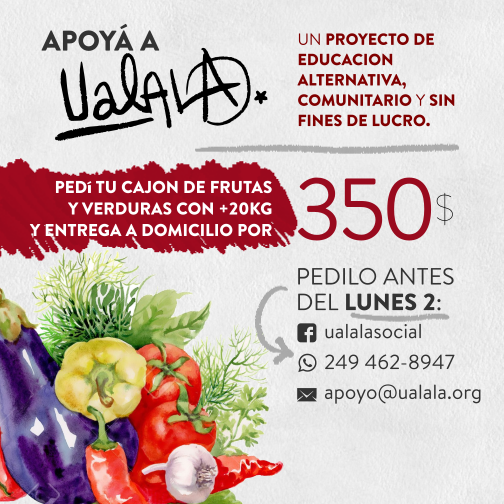 APOYÁ A
UalALA.
UN PROYECTO DE
EDUCACION
ALTERNATIVA,
COMUNITARIO Y SIN
FINES DE LUCRO.
PEDí TU CAJON DE FRUTAS
Y VERDURAS CON +20KG
Y ENTREGA A DOMICILIO POR
350$
PEDILO ANTES
DEL LUNES 2:
ualalasocial
249 462-8947
apoyo@ualala.org